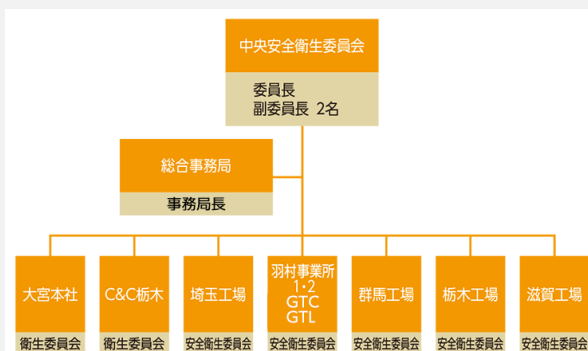 中央安全衛生委員会
委員長
副委員長 2名
総合事務局
事務局長
大宮本社
衛生委員会
C&C栃木
衛生委員会
埼玉工場
安全衛生委員会
羽村事業所
1・2
GTC
GTL
安全衛生委員会
群馬工場
安全衛生委員会
栃木工場
安全衛生委員会
滋賀工場
安全衛生委員会